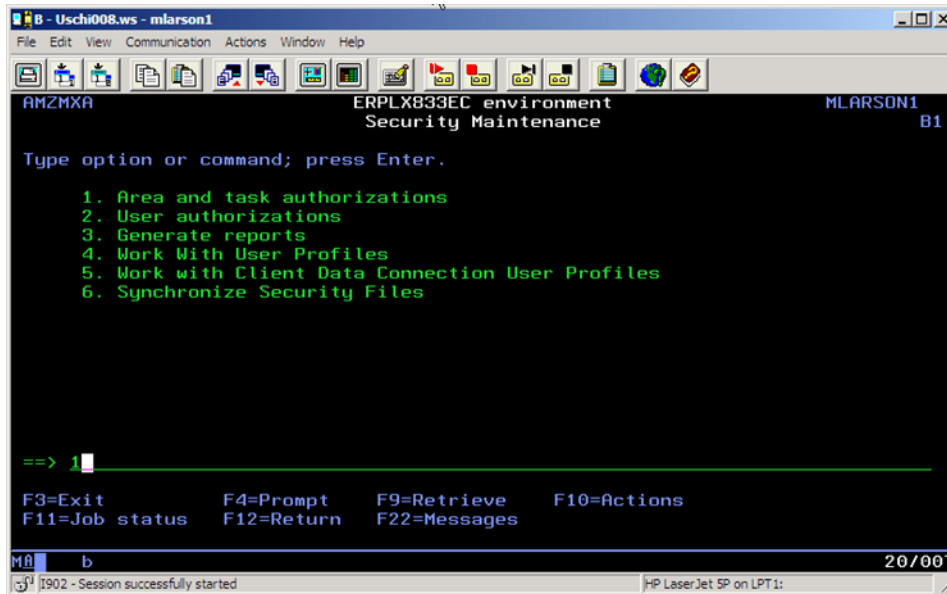 B - Uschi008.ws - mlarson1
File Edit View Communication Actions Window Help
AMZMXA ERPLX833EC environment MLARSON1
Security Maintenance B1
Type option or command; press Enter.
1. Area and task authorizations
2. User authorizations
3. Generate reports
4. Work With User Profiles
5. Work with Client Data Connection User Profiles
6. Synchronize Security Files
==> 1
F3=Exit F4=Prompt F9=Retrieve F10=Actions
F11=Job status F12=Return F22=Messages
MA b 20/007
I902 - Session successfully started HP LaserJet 5P on LPT1: